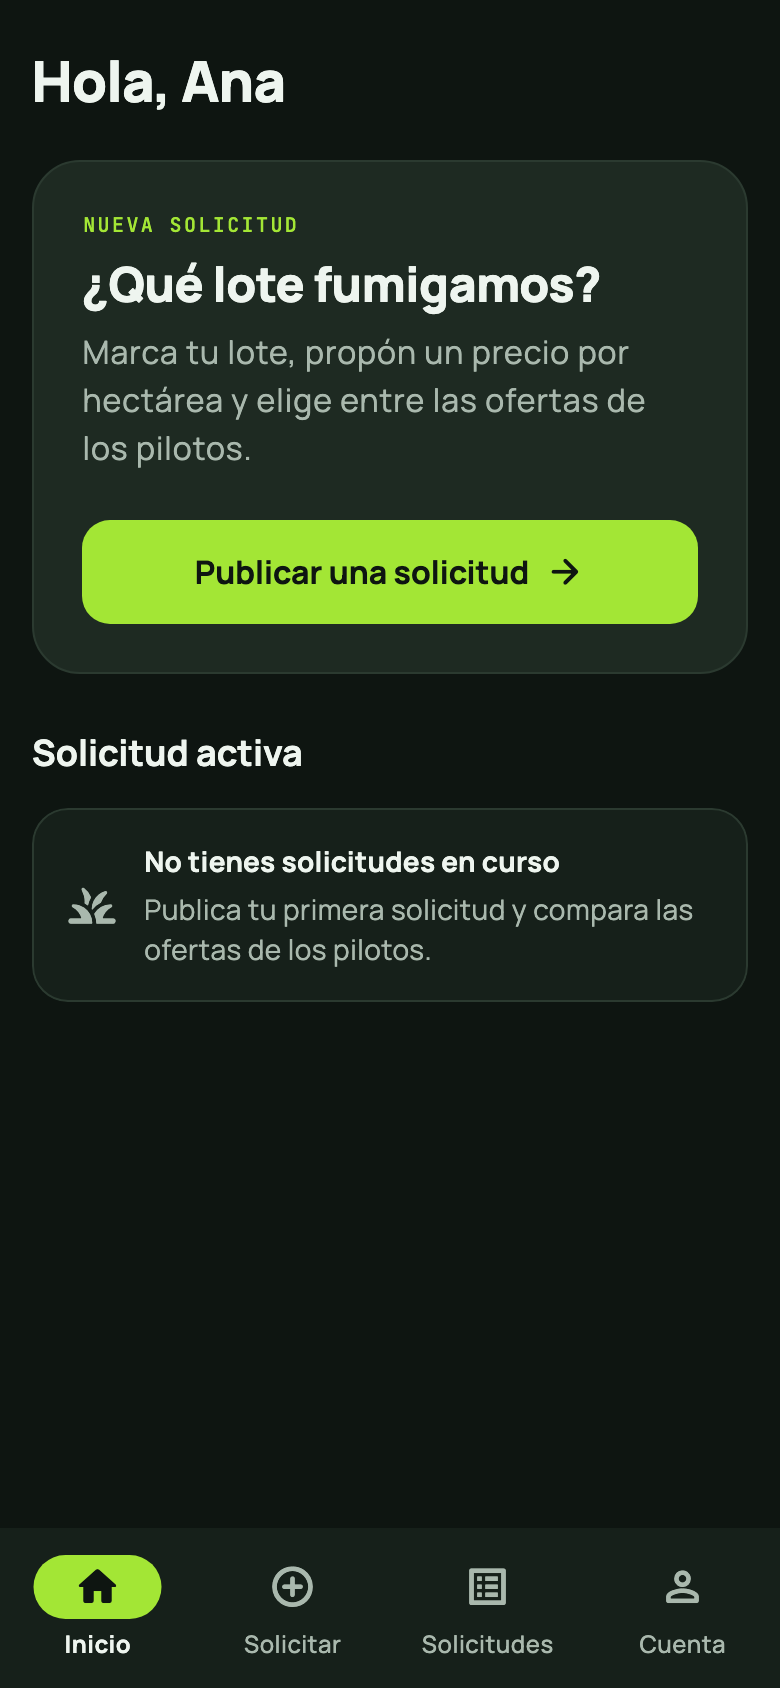 Hola, Ana
NUEVA SOLICITUD
¿Qué lote fumigamos?
Marca tu lote, propón un precio por
hectárea y elige entre las ofertas de
los pilotos.
Publicar una solicitud
Solicitud activa
No tienes solicitudes en curso
Publica tu primera solicitud y compara las
ofertas de los pilotos.
Inicio
Solicitar
Solicitudes
Cuenta